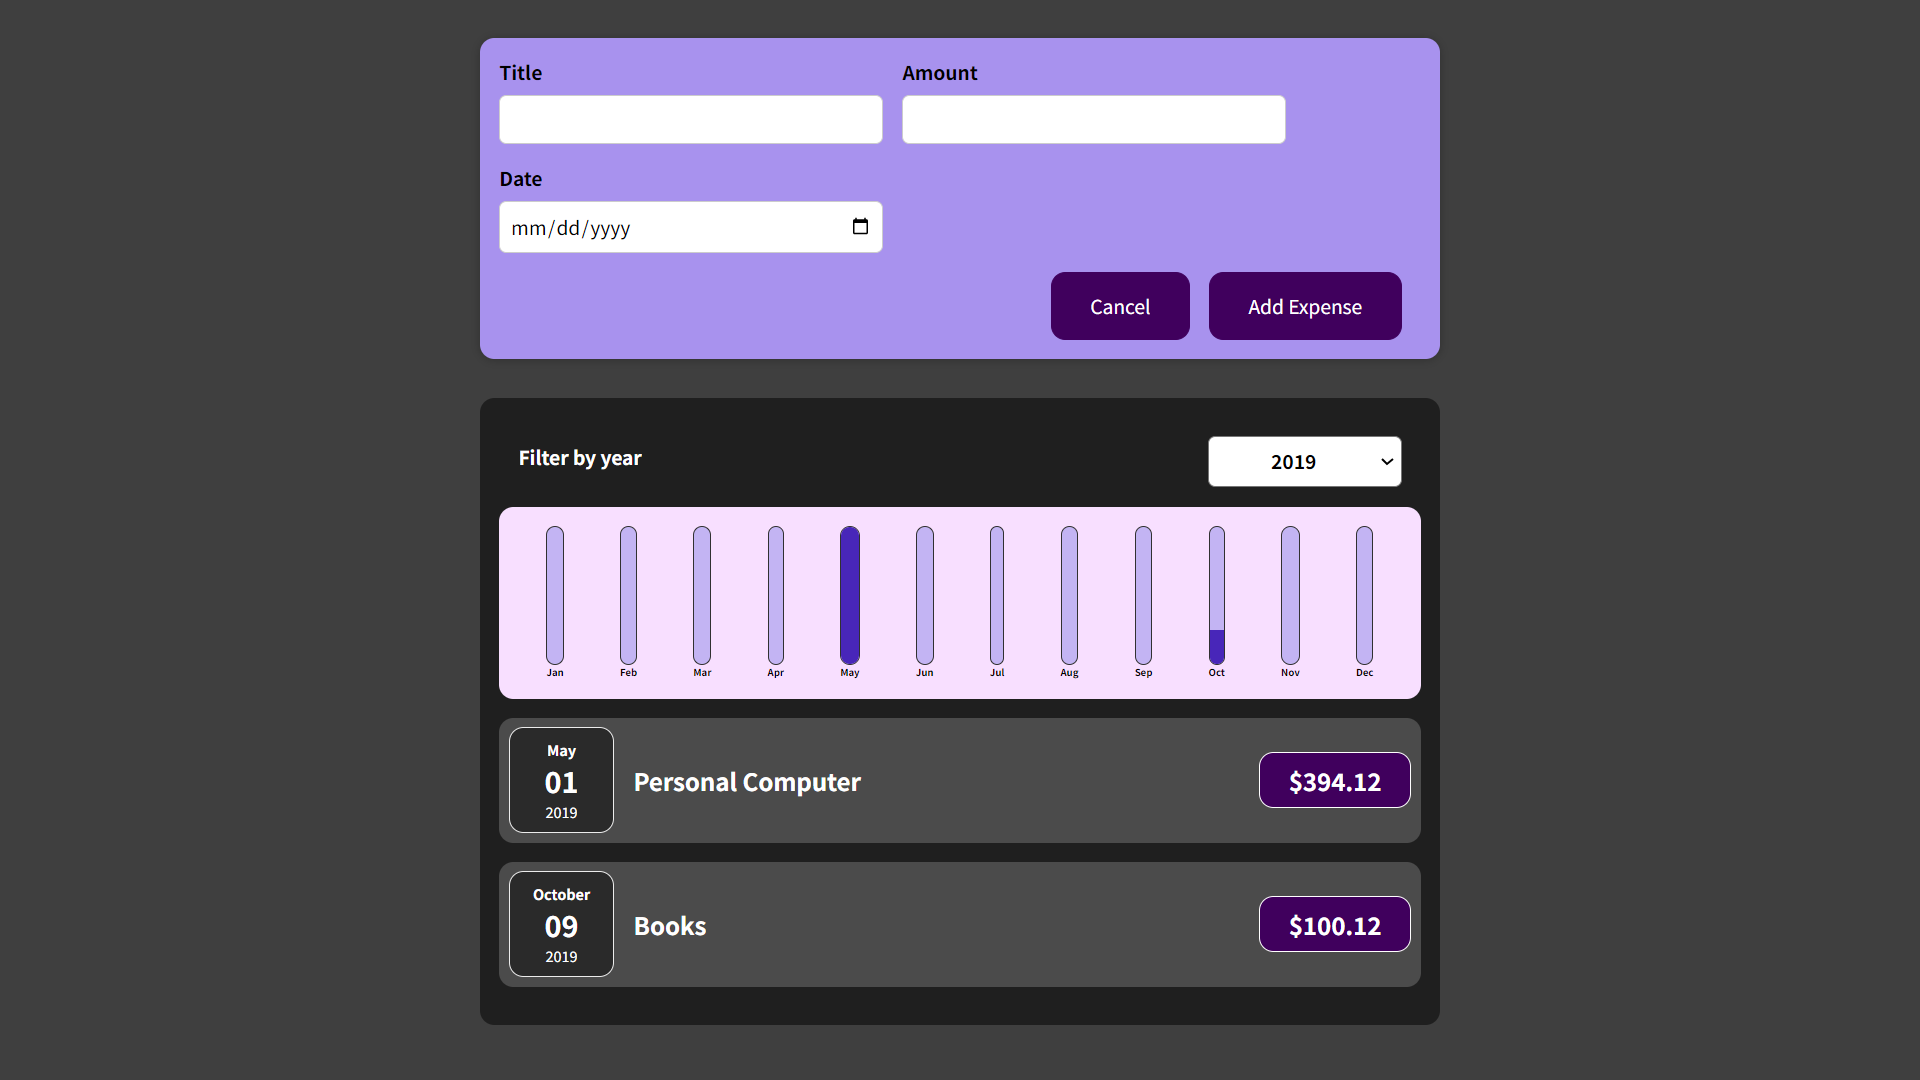 Title Amount
Date
mm/dd/yyyy
Cancel Add Expense
Filter by year 2019
Jan Feb Mar Apr May Jun Jul Aug Sep Oct Nov Dec
May
01
2019
Personal Computer
$394.12
October
09
2019
Books
$100.12